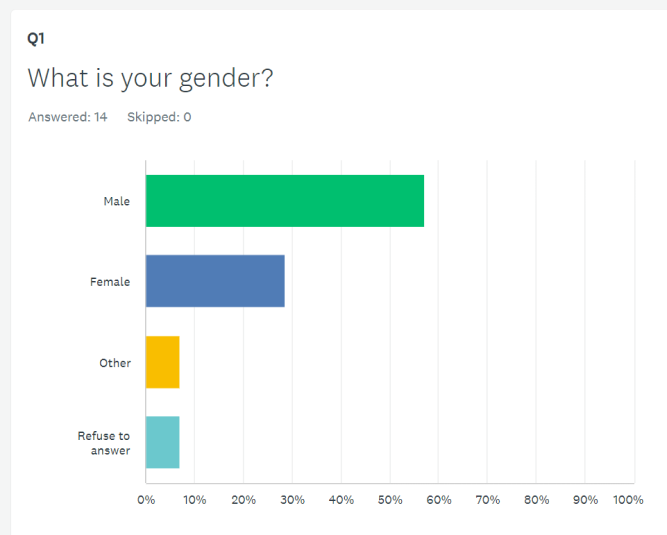 Q1
What is your gender?
Answered: 14 Skipped: 0
Male
Female
Other
Refuse to
answer
0% 10% 20% 30% 40% 50% 60% 70% 80% 90% 100%